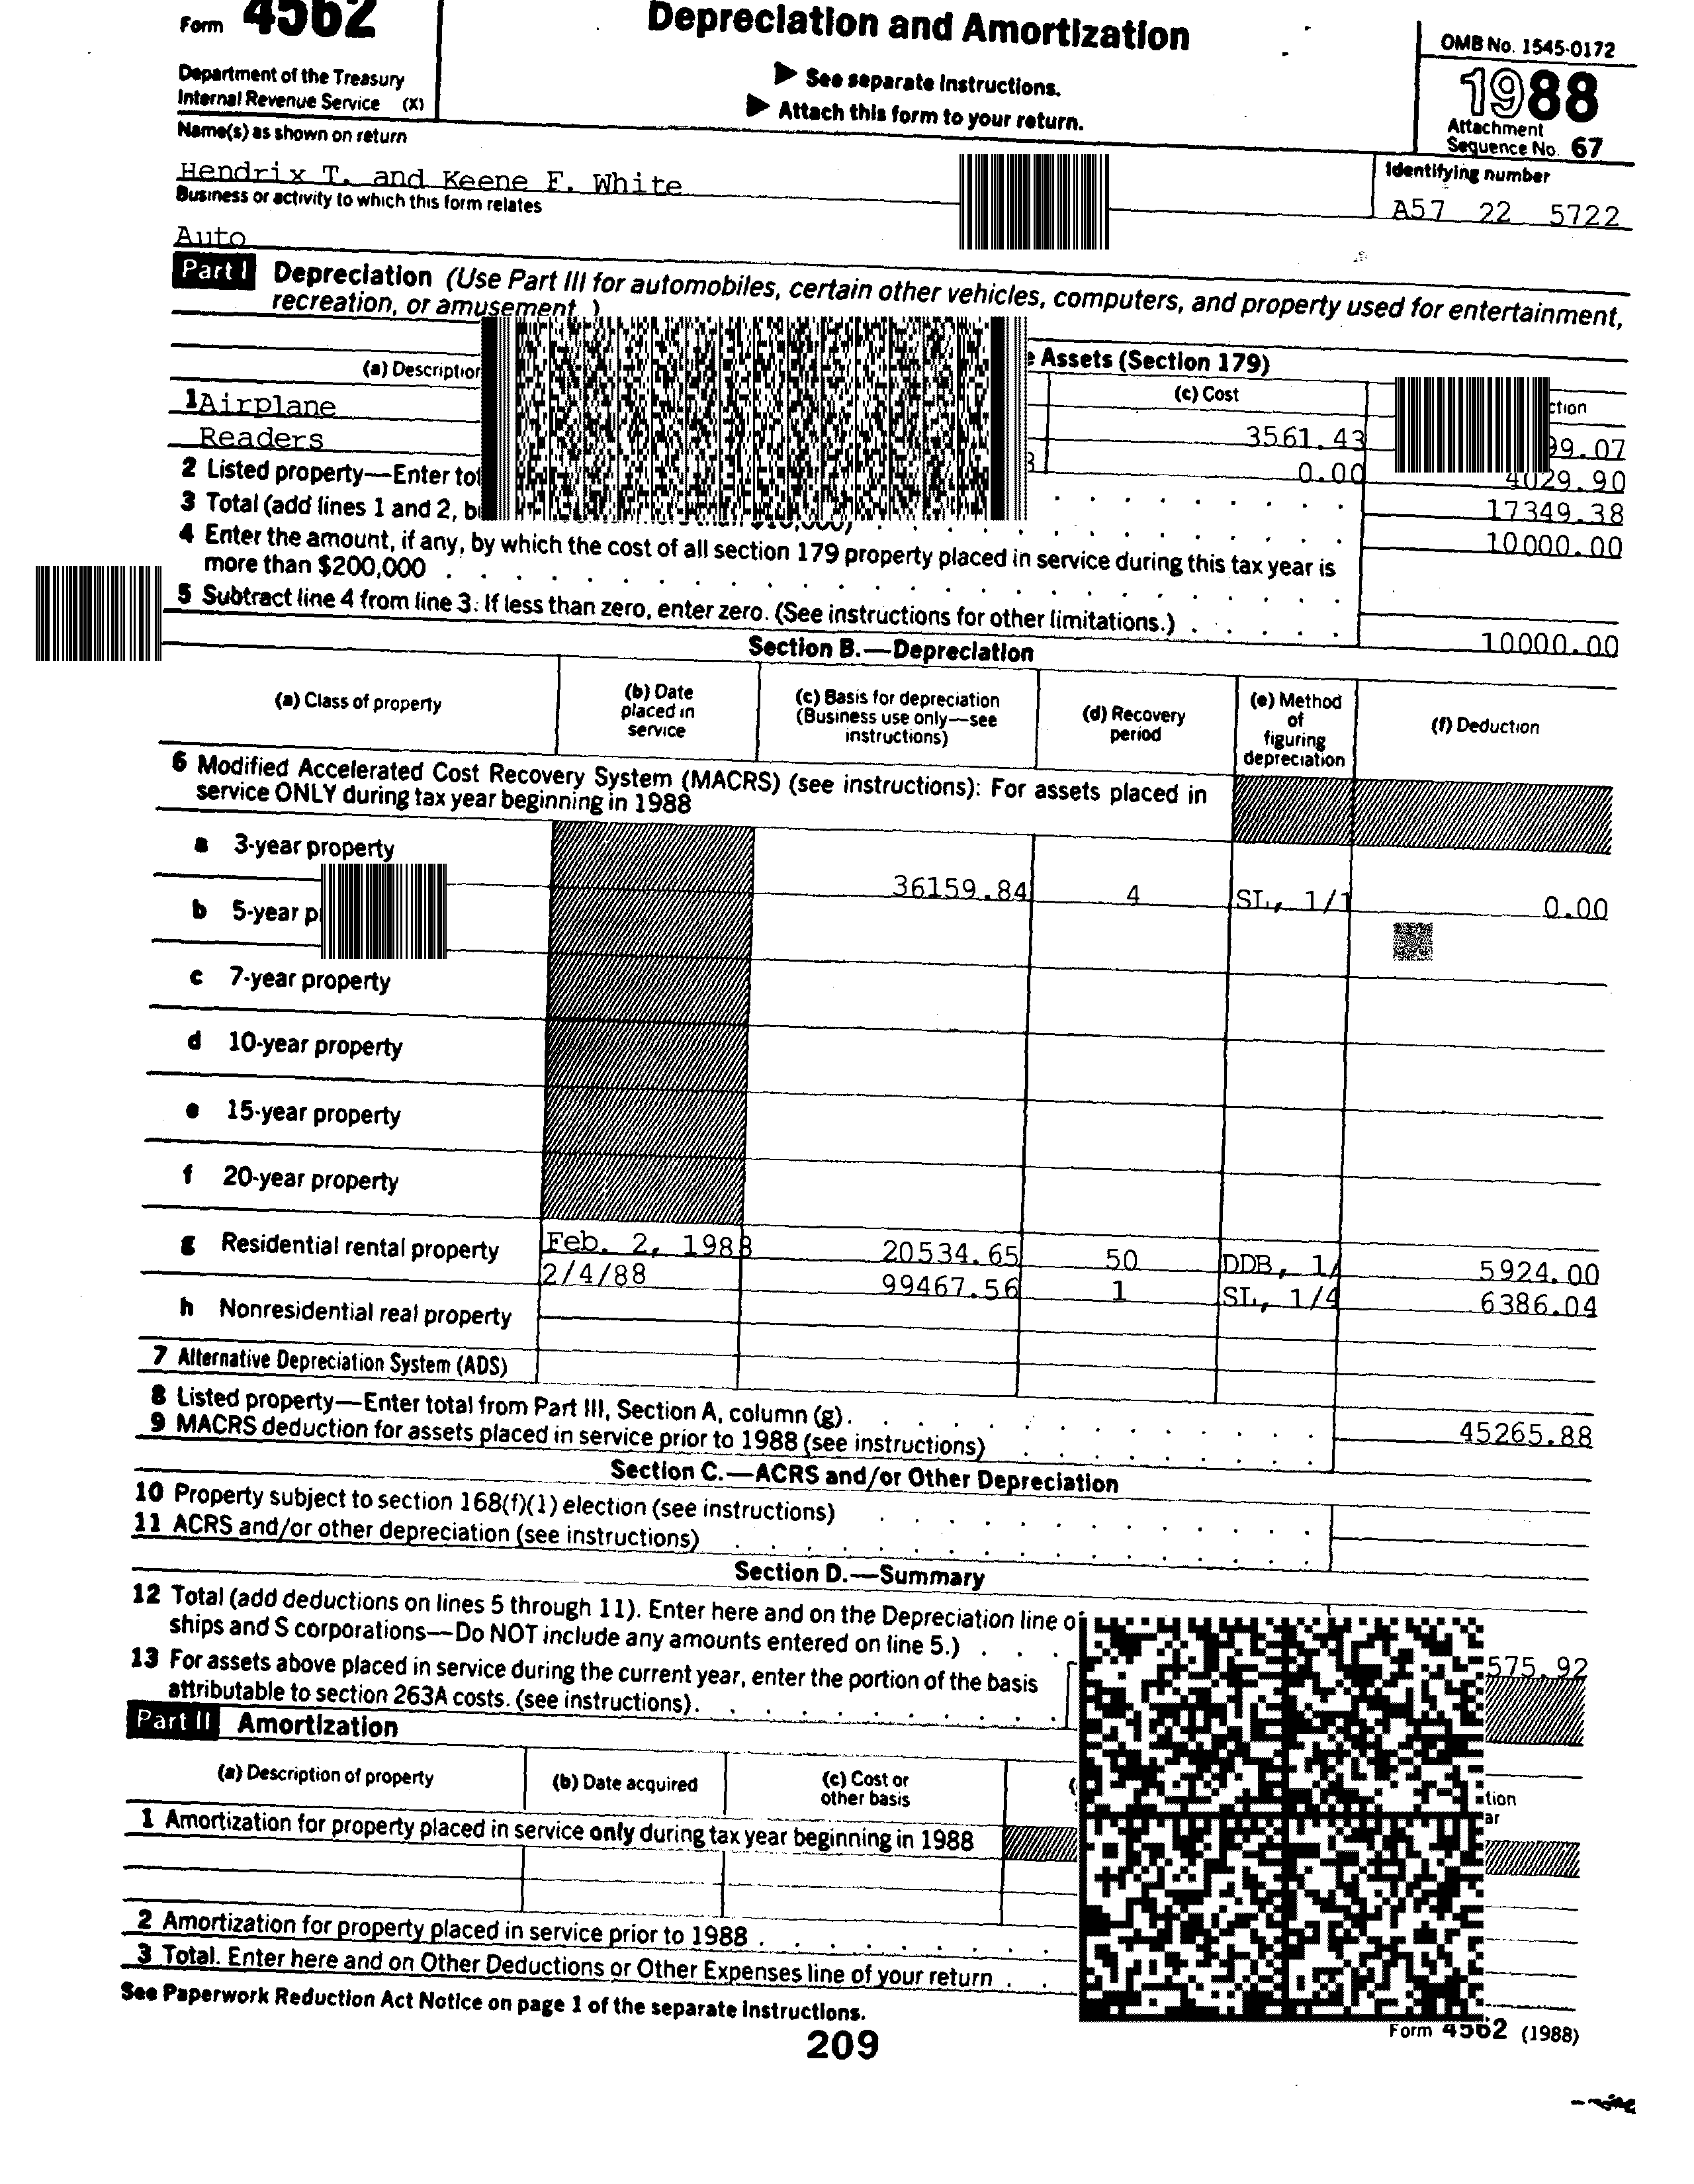 Form 4562
Depreciation and Amortization
OMB No. 1545-0172
Department of the Treasury
Internal Revenue Service (X)
▶ See separate Instructions.
▶ Attach this form to your return.
1988
Attachment
Sequence No. 67
Name(s) as shown on return
Identifying number
Hendrix T. and Keene F. White
A57 22 5722
Business or activity to which this form relates
Auto
Part I Depreciation (Use Part III for automobiles, certain other vehicles, computers, and property used for entertainment,
recreation, or amusement.)
Assets (Section 179)
(a) Description
(c) Cost
1 Airplane 3561.43
Readers 0.00 4029.90
2 Listed property—Enter 17349.38
3 Total (add lines 1 and 2, 10000.00
4 Enter the amount, if any, by which the cost of all section 179 property placed in service during this tax year is
more than $200,000
5 Subtract line 4 from line 3. If less than zero, enter zero. (See instructions for other limitations.) 10000.00
Section B.—Depreciation
(a) Class of property
(b) Date
placed in
service
(c) Basis for depreciation
(Business use only—see
instructions)
(d) Recovery
period
(e) Method
of
figuring
depreciation
(f) Deduction
6 Modified Accelerated Cost Recovery System (MACRS) (see instructions): For assets placed in
service ONLY during tax year beginning in 1988
a 3-year property 36159.84 4 SL, 1/1 0.00
b 5-year
c 7-year property
d 10-year property
e 15-year property
f 20-year property
g Residential rental property Feb. 2, 1988 20534.65 50 DDB, 1/ 5924.00
2/4/88 99467.56 1 SL, 1/4 6386.04
h Nonresidential real property
7 Alternative Depreciation System (ADS)
8 Listed property—Enter total from Part III, Section A, column (g). 45265.88
9 MACRS deduction for assets placed in service prior to 1988 (see instructions)
Section C.—ACRS and/or Other Depreciation
10 Property subject to section 168(f)(1) election (see instructions)
11 ACRS and/or other depreciation (see instructions)
Section D.—Summary
12 Total (add deductions on lines 5 through 11). Enter here and on the Depreciation line
ships and S corporations—Do NOT include any amounts entered on line 5.) 575.92
13 For assets above placed in service during the current year, enter the portion of the basis
attributable to section 263A costs. (see instructions).
Part II Amortization
(a) Description of property
(b) Date acquired
(c) Cost or
other basis
1 Amortization for property placed in service only during tax year beginning in 1988
2 Amortization for property placed in service prior to 1988
3 Total. Enter here and on Other Deductions or Other Expenses line of your return
See Paperwork Reduction Act Notice on page 1 of the separate instructions.
Form 4562 (1988)
209